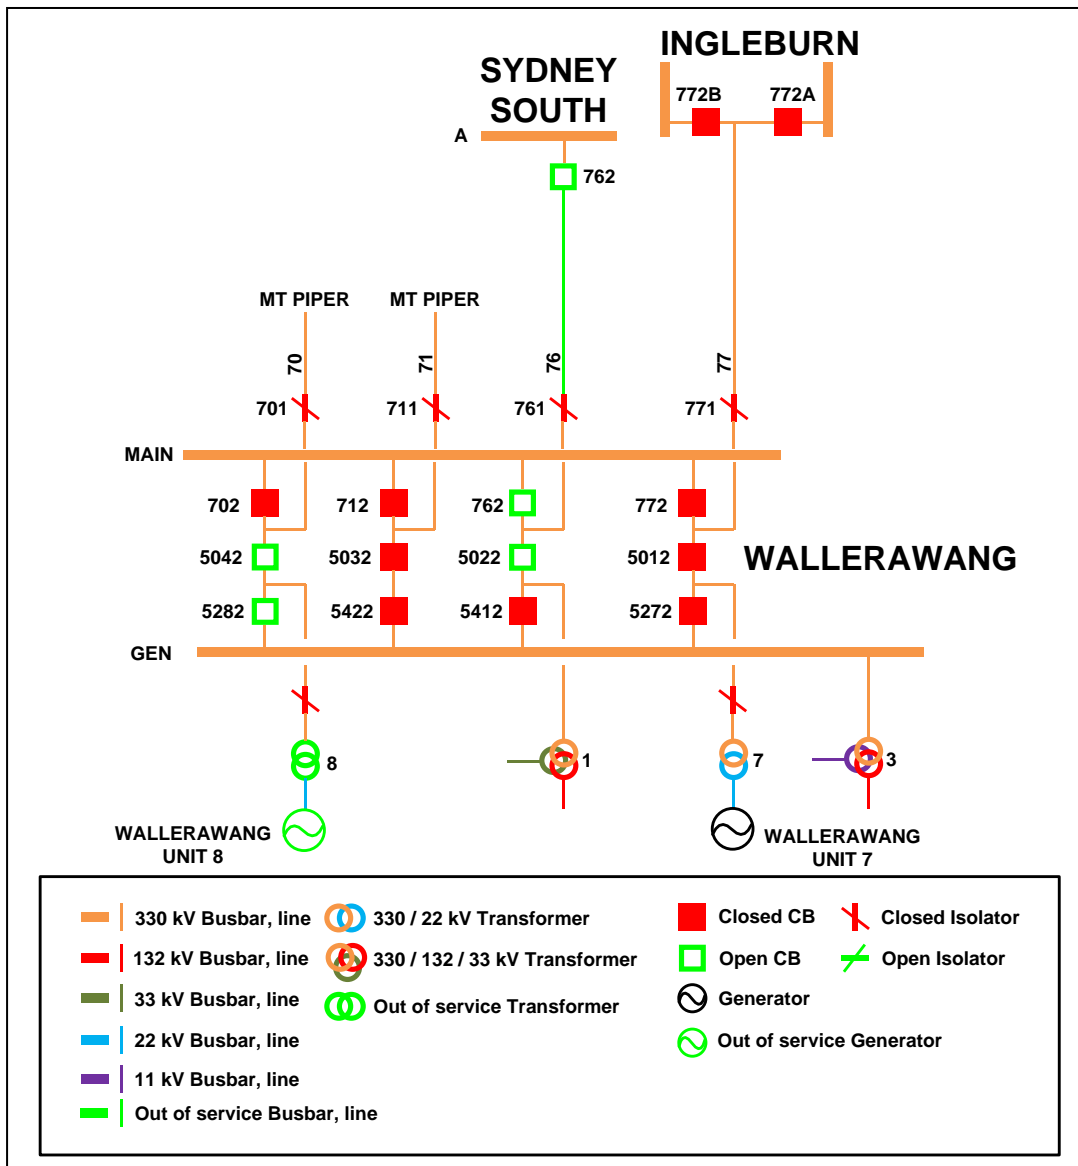 INGLEBURN
SYDNEY
SOUTH
772B
772A
A
762
MT PIPER
MT PIPER
70
71
76
77
701
711
761
771
MAIN
702
712
762
772
5042
5032
5022
5012
WALLERAWANG
5282
5422
5412
5272
GEN
8
1
7
3
WALLERAWANG
UNIT 8
WALLERAWANG
UNIT 7
330 kV Busbar, line
132 kV Busbar, line
33 kV Busbar, line
22 kV Busbar, line
11 kV Busbar, line
Out of service Busbar, line
330 / 22 kV Transformer
330 / 132 / 33 kV Transformer
Out of service Transformer
Closed CB
Open CB
Generator
Out of service Generator
Closed Isolator
Open Isolator